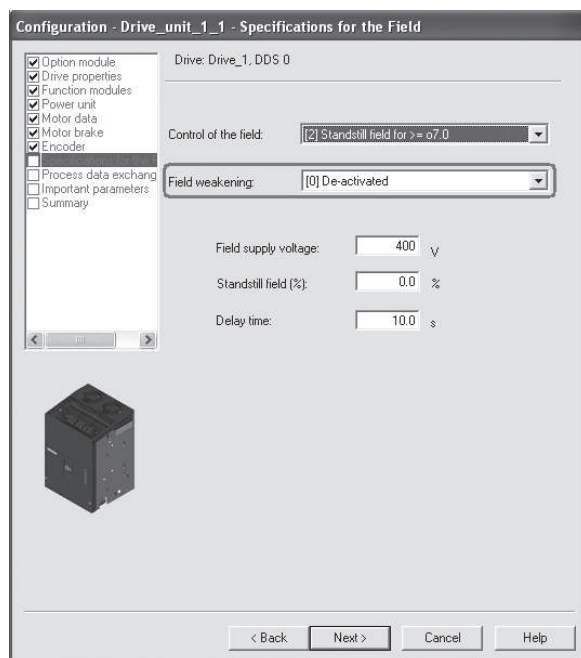 Configuration - Drive_unit_1_1 - Specifications for the Field
Option module
Drive properties
Function modules
Power unit
Motor data
Motor brake
Encoder
Specifications for the f
Process data exchang
Important parameters
Summary
Drive: Drive_1, DDS 0
Control of the field: [2] Standstill field for >= o7.0
Field weakening: [0] De-activated
Field supply voltage: 400 V
Standstill field (%): 0.0 %
Delay time: 10.0 s
< Back Next > Cancel Help